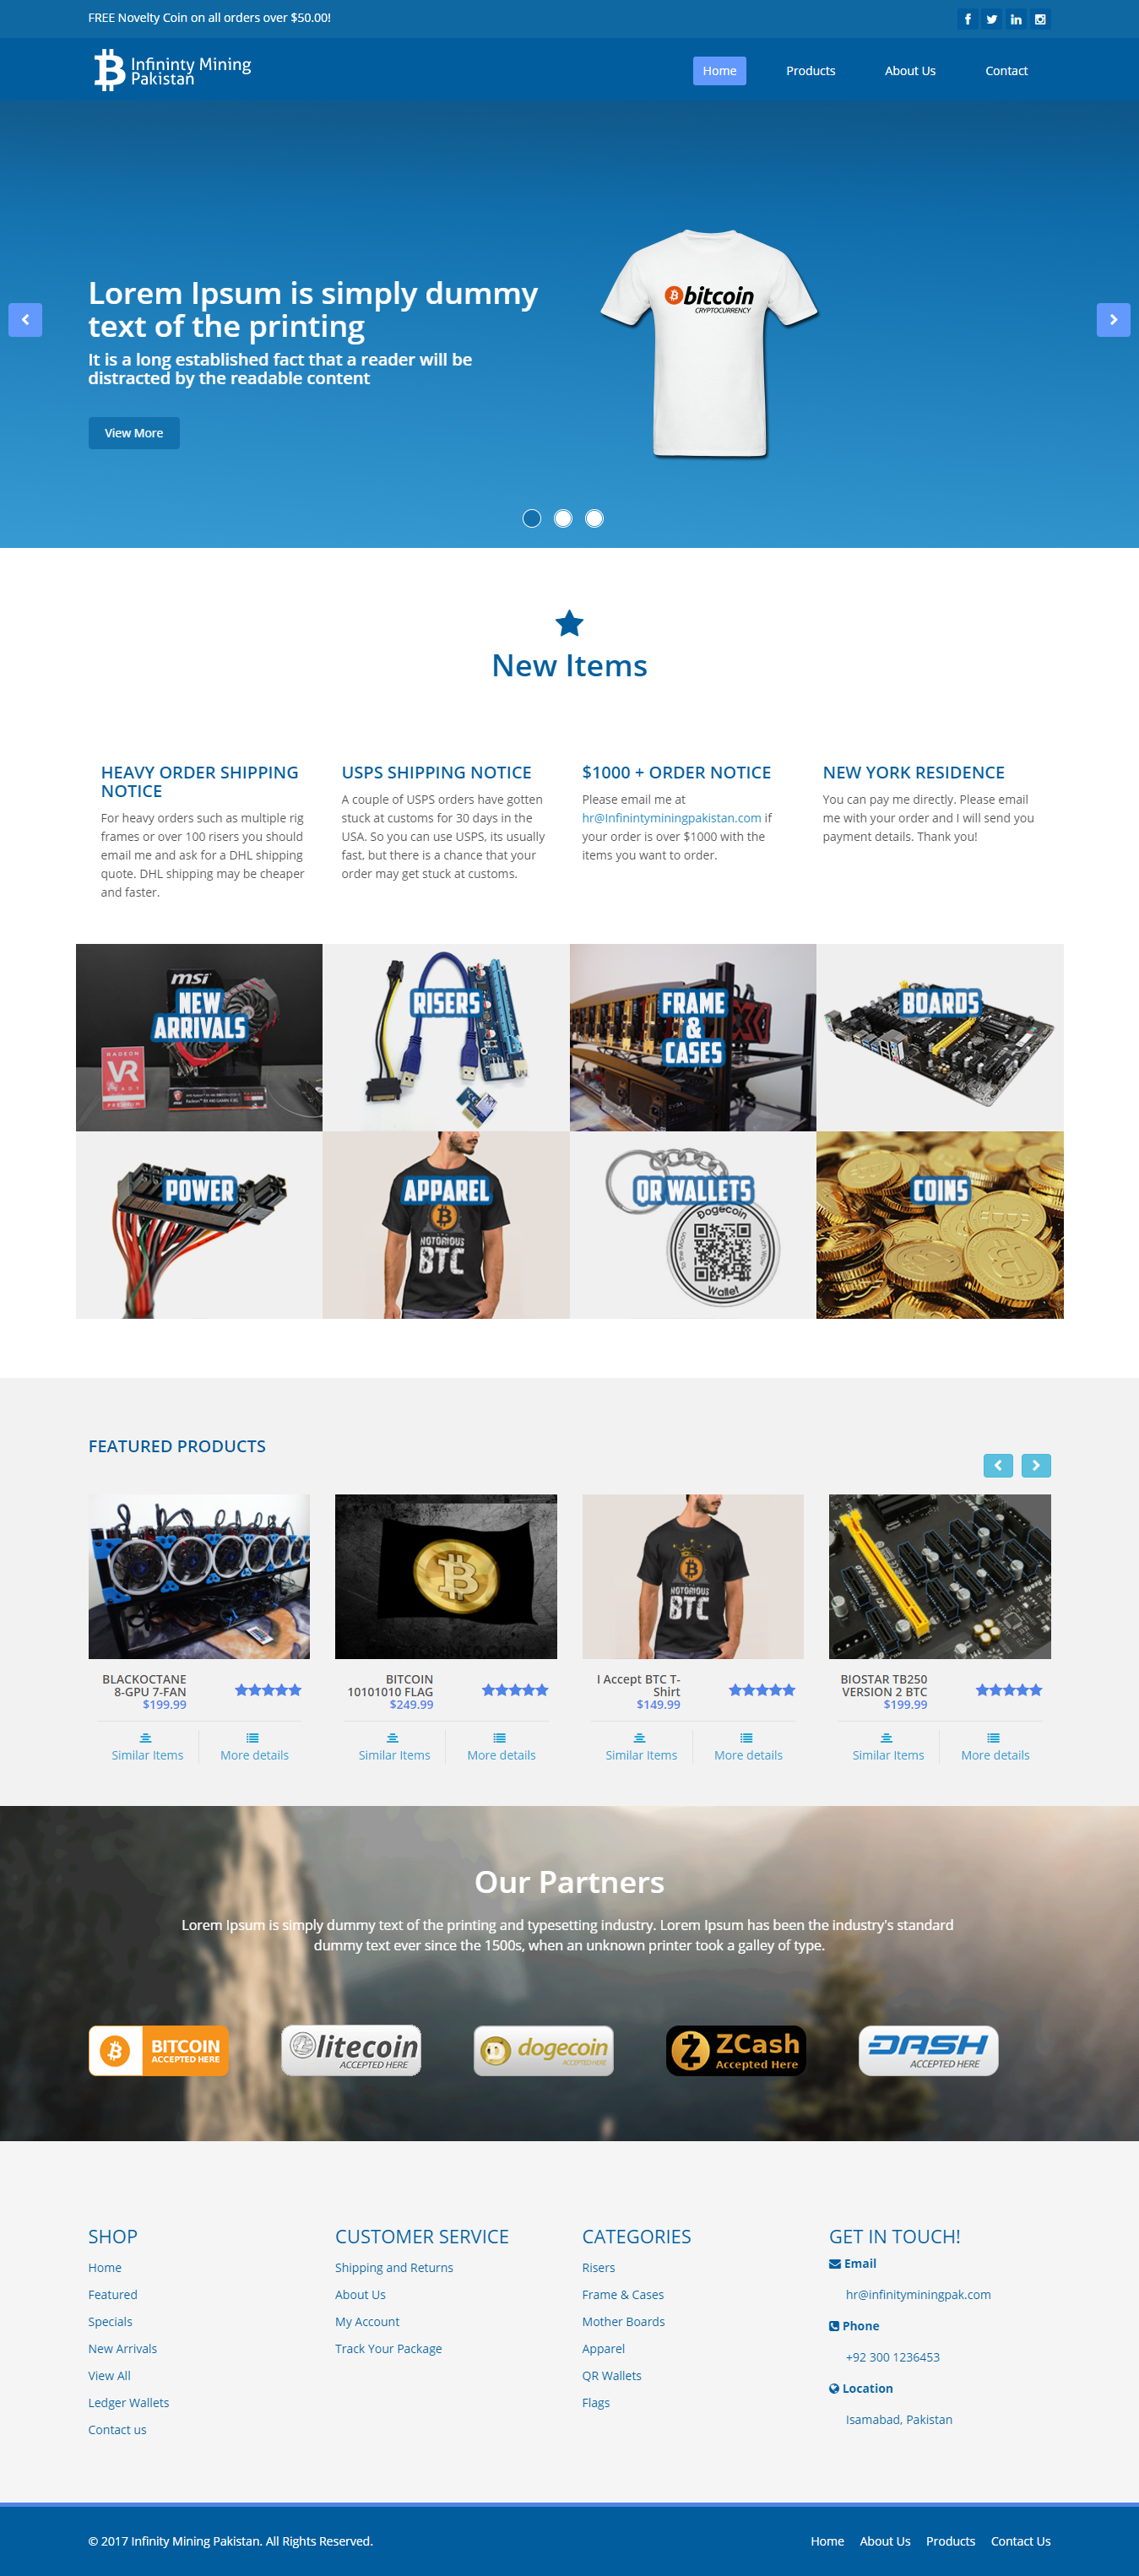 FREE Novelty Coin on all orders over $50.00!
Infininty Mining
Pakistan
Home
Products
About Us
Contact
Lorem Ipsum is simply dummy
text of the printing
It is a long established fact that a reader will be
distracted by the readable content
View More
bitcoin
CRYPTOCURRENCY
New Items
HEAVY ORDER SHIPPING
NOTICE
For heavy orders such as multiple rig
frames or over 100 risers you should
email me and ask for a DHL shipping
quote. DHL shipping may be cheaper
and faster.
USPS SHIPPING NOTICE
A couple of USPS orders have gotten
stuck at customs for 30 days in the
USA. So you can use USPS, its usually
fast, but there is a chance that your
order may get stuck at customs.
$1000 + ORDER NOTICE
Please email me at
hr@Infinintyminingpakistan.com if
your order is over $1000 with the
items you want to order.
NEW YORK RESIDENCE
You can pay me directly. Please email
me with your order and I will send you
payment details. Thank you!
msi
NEW
ARRIVALS
RADEON
VR
READY
PREMIUM
RISERS
FRAME
&
CASES
BOARDS
POWER
APPAREL
NOTORIOUS
BTC
QR WALLETS
Dogecoin
To the Moon
Such Wow
Wallet
COINS
FEATURED PRODUCTS
NOTORIOUS
BTC
BLACKOCTANE
8-GPU 7-FAN
$199.99
Similar Items
More details
BITCOIN
10101010 FLAG
$249.99
Similar Items
More details
I Accept BTC T-
Shirt
$149.99
Similar Items
More details
BIOSTAR TB250
VERSION 2 BTC
$199.99
Similar Items
More details
Our Partners
Lorem Ipsum is simply dummy text of the printing and typesetting industry. Lorem Ipsum has been the industry's standard
dummy text ever since the 1500s, when an unknown printer took a galley of type.
BITCOIN
ACCEPTED HERE
litecoin
ACCEPTED HERE
dogecoin
ACCEPTED HERE
ZCash
Accepted Here
DASH
ACCEPTED HERE
SHOP
Home
Featured
Specials
New Arrivals
View All
Ledger Wallets
Contact us
CUSTOMER SERVICE
Shipping and Returns
About Us
My Account
Track Your Package
CATEGORIES
Risers
Frame & Cases
Mother Boards
Apparel
QR Wallets
Flags
GET IN TOUCH!
Email
hr@infinityminingpak.com
Phone
+92 300 1236453
Location
Isamabad, Pakistan
© 2017 Infinity Mining Pakistan. All Rights Reserved.
Home
About Us
Products
Contact Us